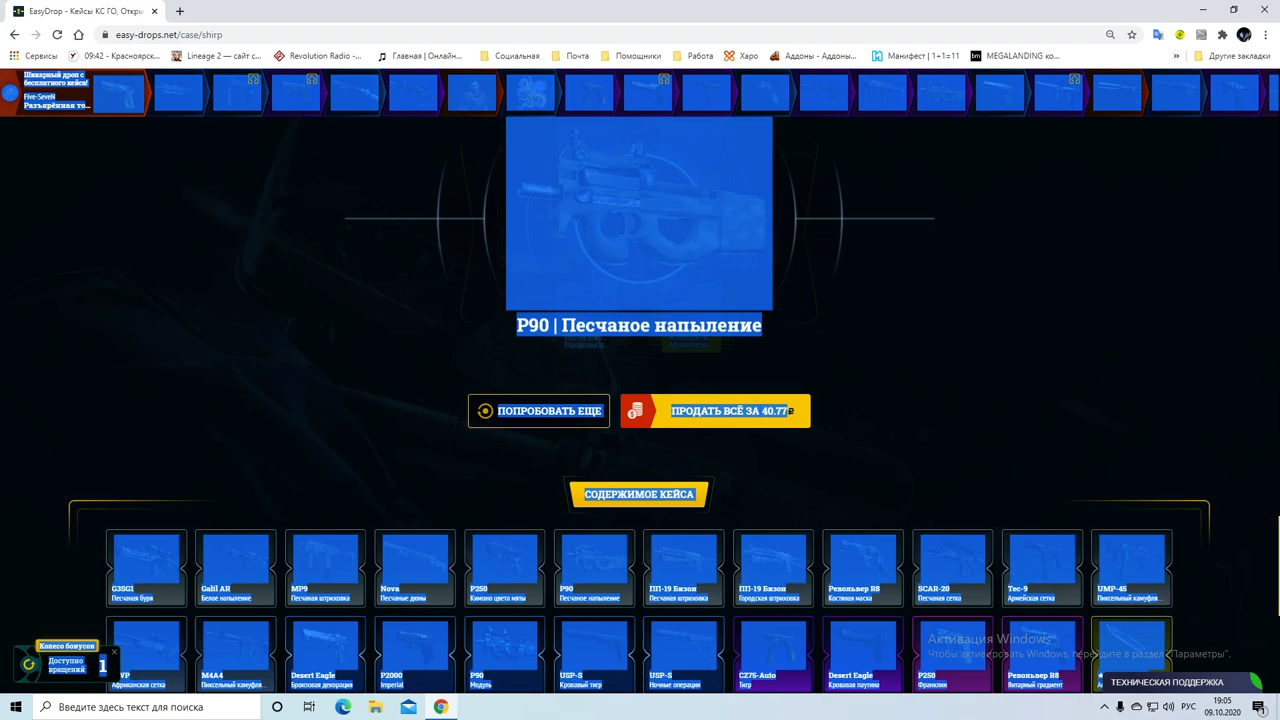 EasyDrop - Кейсы КС ГО, Откры
easy-drops.net/case/shirp
Сервисы
09:42 - Красноярск...
Lineage 2 — сайт с...
Revolution Radio -...
Главная | Онлайн...
Социальная
Почта
Помощники
Работа
Харо
Аддоны - Аддоны...
Манифест | 1+1=11
MEGALANDING ко...
»
Другие закладки
Шикарный дроп с
бесплатного кейса!
Five-SeveN
Разъярённая то...
P90 | Песчаное напыление
ПОПРОБОВАТЬ ЕЩЕ
ПРОДАТЬ ВСЁ ЗА 40.77₽
СОДЕРЖИМОЕ КЕЙСА
G3SG1
Песчаная буря
Galil AR
Белое напыление
MP9
Песчаная штриховка
Nova
Песчаные дюны
P250
Кимоно цвета мяты
P90
Песчаное напыление
ПП-19 Бизон
Песчаная штриховка
ПП-19 Бизон
Городская штриховка
Револьвер R8
Костяная маска
SCAR-20
Песчаная сетка
Tec-9
Армейская сетка
UMP-45
Пиксельный камуфля...
Африканская сетка
M4A4
Пиксельный камуфля...
Desert Eagle
Бронзовая декорация
P2000
Imperial
P90
Модуль
USP-S
Кровавый тигр
USP-S
Ночные операции
CZ75-Auto
Тигр
Desert Eagle
Кровавая паутина
P250
Франклин
Револьвер R8
Янтарный градиент
Колесо бонусов
Доступно
вращений
1
Активация Windows
Чтобы активировать Windows, перейдите в раздел "Параметры".
ТЕХНИЧЕСКАЯ ПОДДЕРЖКА
Введите здесь текст для поиска
РУС
19:05
09.10.2020